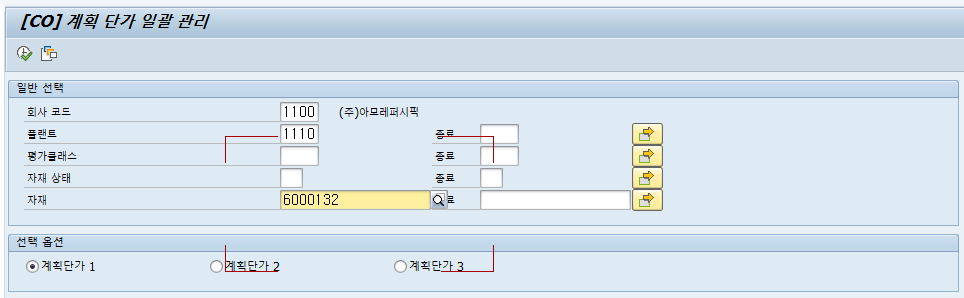 [CO] 계획 단가 일괄 관리
일반 선택
회사 코드 1100 (주)아모레퍼시픽
플랜트 1110 종료
평가클래스 종료
자재 상태 종료
자재 6000132 료
선택 옵션
계획단가 1 계획단가 2 계획단가 3